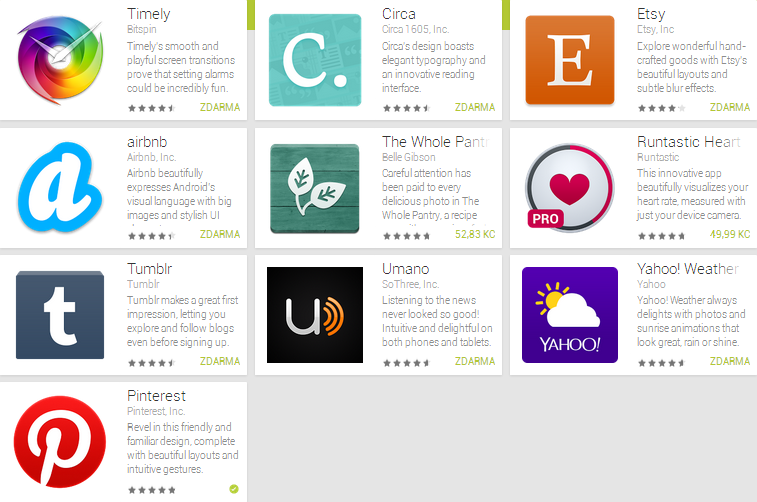 Timely
Bitspin
Timely's smooth and
playful screen transitions
prove that setting alarms
could be incredibly fun.
ZDARMA
C.
Circa
Circa 1605, Inc.
Circa's design boasts
elegant typography and
an innovative reading
interface.
ZDARMA
E
Etsy
Etsy, Inc
Explore wonderful hand-
crafted goods with Etsy's
beautiful layouts and
subtle blur effects.
ZDARMA
a
airbnb
Airbnb, Inc.
Airbnb beautifully
expresses Android's
visual language with big
images and stylish UI
ZDARMA
The Whole Pant
Belle Gibson
Careful attention has
been paid to every
delicious photo in The
Whole Pantry, a recipe
52,83 Kč
PRO
Runtastic Heart
Runtastic
This innovative app
beautifully visualizes your
heart rate, measured with
just your device camera.
49,99 Kč
t
Tumblr
Tumblr
Tumblr makes a great first
impression, letting you
explore and follow blogs
even before signing up.
ZDARMA
u
Umano
SoThree, Inc.
Listening to the news
never looked so good!
Intuitive and delightful on
both phones and tablets.
ZDARMA
YAHOO!
Yahoo! Weather
Yahoo
Yahoo! Weather always
delights with photos and
sunrise animations that
look great, rain or shine.
ZDARMA
P
Pinterest
Pinterest, Inc.
Revel in this friendly and
familiar design, complete
with beautiful layouts and
intuitive gestures.